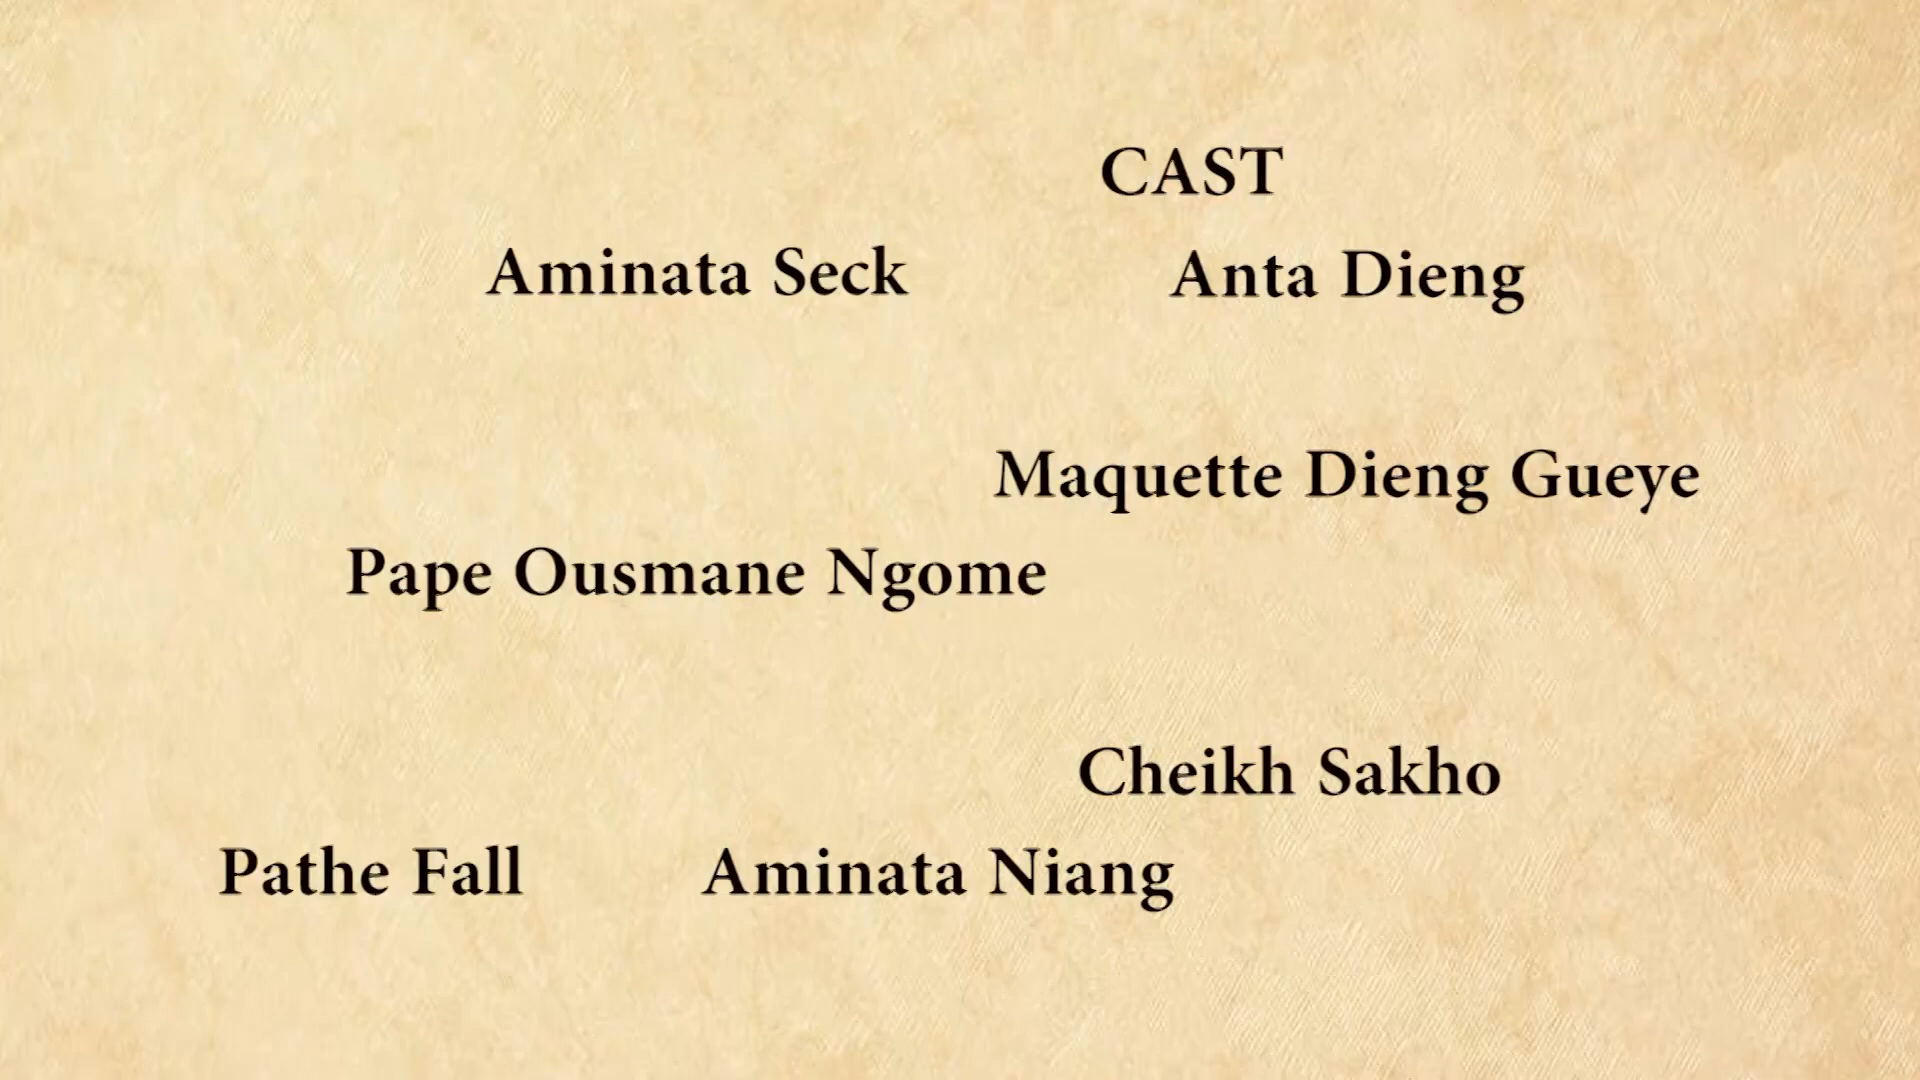 CAST
Aminata Seck Anta Dieng
Maquette Dieng Gueye
Pape Ousmane Ngome
Cheikh Sakho
Pathe Fall Aminata Niang